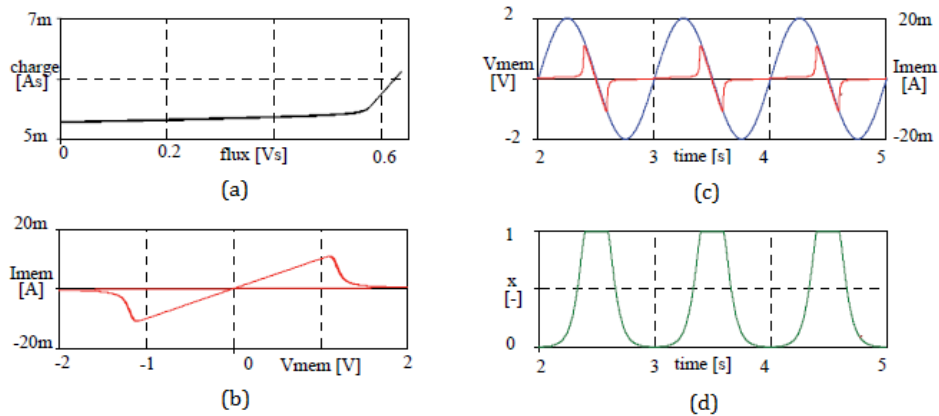 7m
charge
[As]
5m
0
0.2
flux [Vs]
0.6
(a)
2
Vmem
[V]
-2
20m
Imem
[A]
-20m
2
3
time [s]
4
5
(c)
20m
Imem
[A]
-20m
-2
-1
0
Vmem [V]
1
2
(b)
1
x
[-]
0
2
3
time [s]
4
5
(d)